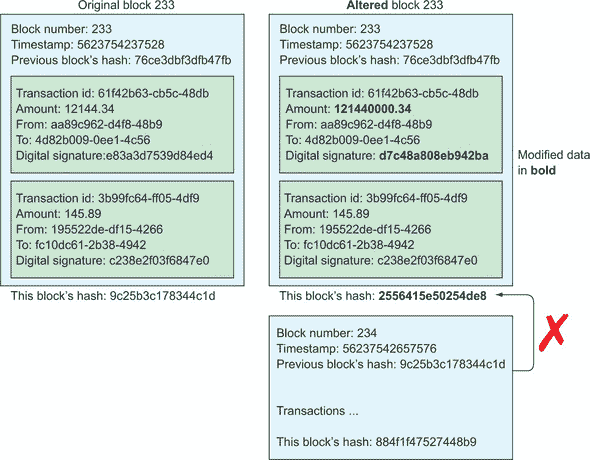 Original block 233
Block number: 233
Timestamp: 5623754237528
Previous block's hash: 76ce3dbf3dfb47fb
Transaction id: 61f42b63-cb5c-48db
Amount: 12144.34
From: aa89c962-d4f8-48b9
To: 4d82b009-0ee1-4c56
Digital signature:e83a3d7539d84ed4
Transaction id: 3b99fc64-ff05-4df9
Amount: 145.89
From: 195522de-df15-4266
To: fc10dc61-2b38-4942
Digital signature: c238e2f03f6847e0
This block's hash: 9c25b3c178344c1d
Altered block 233
Block number: 233
Timestamp: 5623754237528
Previous block's hash: 76ce3dbf3dfb47fb
Transaction id: 61f42b63-cb5c-48db
Amount: 121440000.34
From: aa89c962-d4f8-48b9
To: 4d82b009-0ee1-4c56
Digital signature: d7c48a808eb942ba
Transaction id: 3b99fc64-ff05-4df9
Amount: 145.89
From: 195522de-df15-4266
To: fc10dc61-2b38-4942
Digital signature: c238e2f03f6847e0
This block's hash: 2556415e50254de8
Modified data
in bold
Block number: 234
Timestamp: 56237542657576
Previous block's hash: 9c25b3c178344c1d
Transactions ...
This block's hash: 884f1f47527448b9